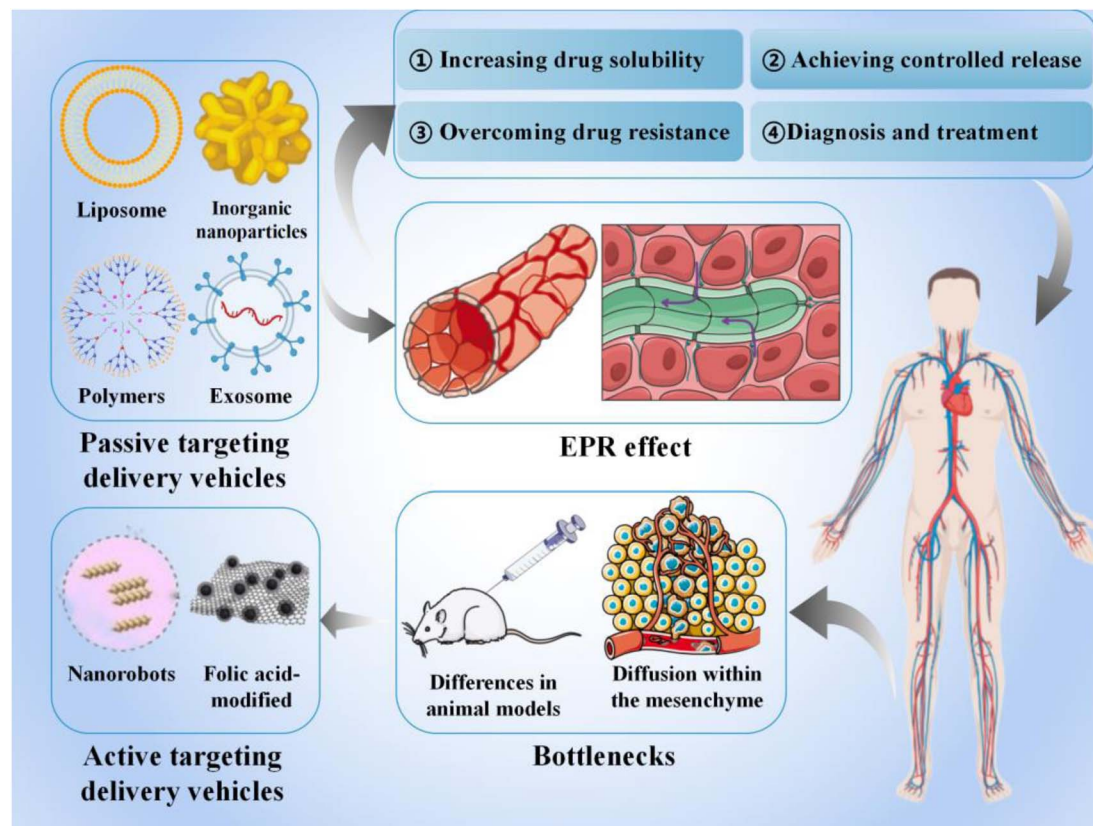 ① Increasing drug solubility
② Achieving controlled release
③ Overcoming drug resistance
④Diagnosis and treatment
Liposome
Inorganic
nanoparticles
Polymers
Exosome
Passive targeting
delivery vehicles
EPR effect
Nanorobots
Folic acid-
modified
Active targeting
delivery vehicles
Differences in
animal models
Diffusion within
the mesenchyme
Bottlenecks